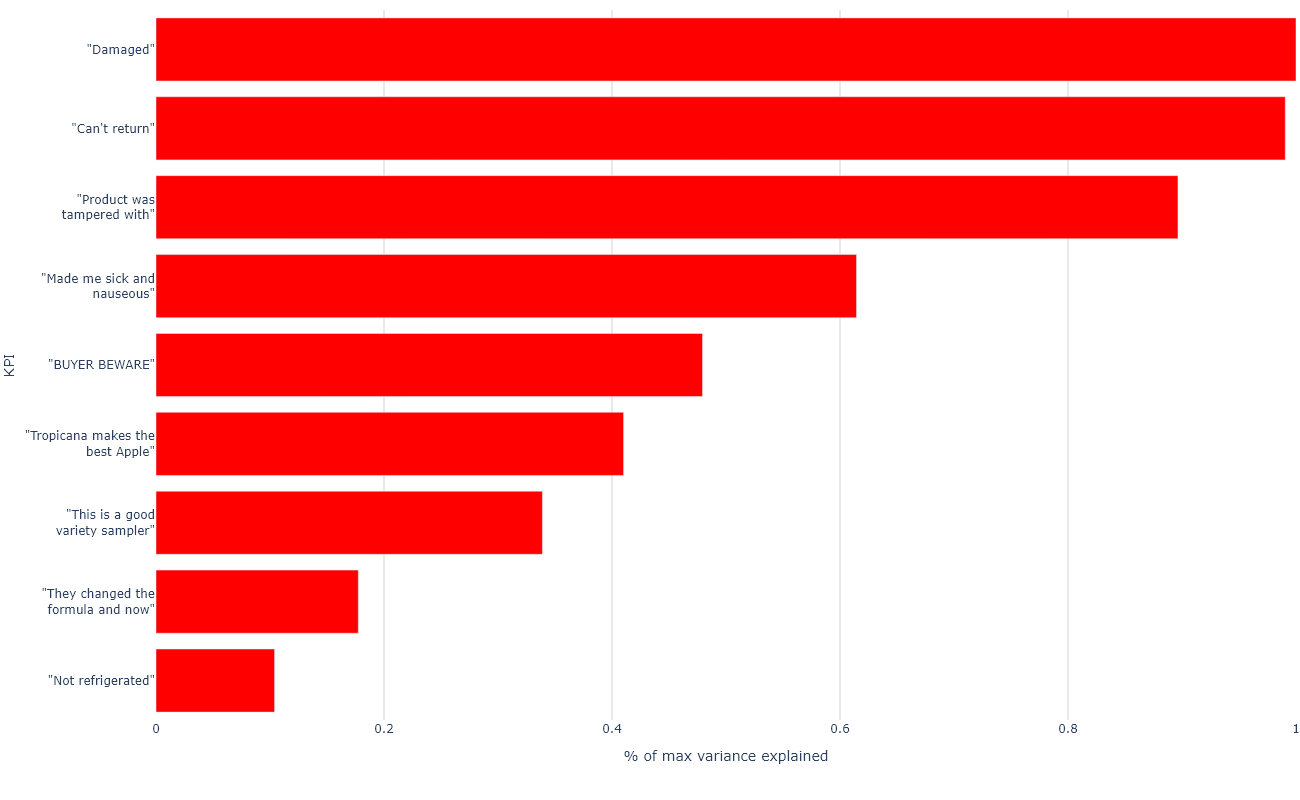 "Damaged"
"Can't return"
"Product was
tampered with"
"Made me sick and
nauseous"
"BUYER BEWARE"
"Tropicana makes the
best Apple"
"This is a good
variety sampler"
"They changed the
formula and now"
"Not refrigerated"
KPI
0 0.2 0.4 0.6 0.8 1
% of max variance explained